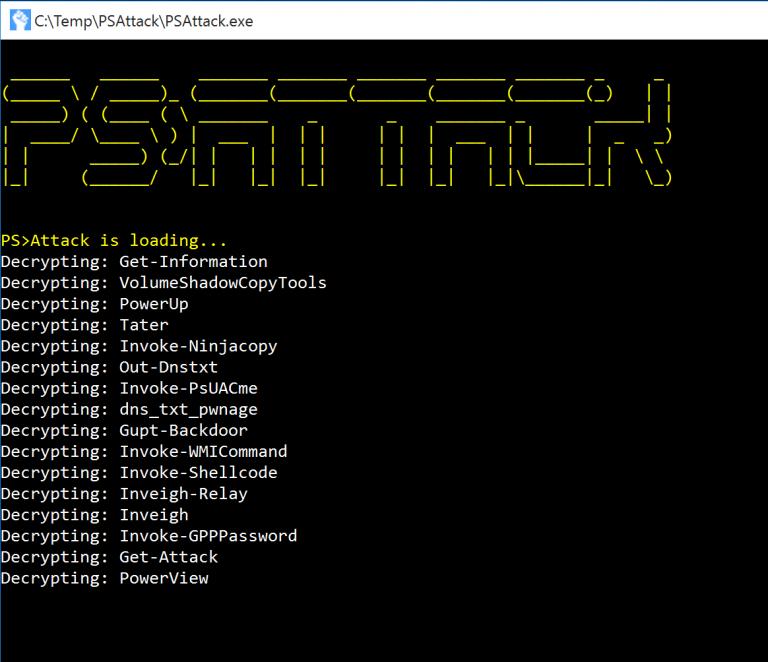 C:\Temp\PSAttack\PSAttack.exe
PS>ATTACK
PS>Attack is loading...
Decrypting: Get-Information
Decrypting: VolumeShadowCopyTools
Decrypting: PowerUp
Decrypting: Tater
Decrypting: Invoke-Ninjacopy
Decrypting: Out-Dnstxt
Decrypting: Invoke-PsUACme
Decrypting: dns_txt_pwnage
Decrypting: Gupt-Backdoor
Decrypting: Invoke-WMICommand
Decrypting: Invoke-Shellcode
Decrypting: Inveigh-Relay
Decrypting: Inveigh
Decrypting: Invoke-GPPPassword
Decrypting: Get-Attack
Decrypting: PowerView